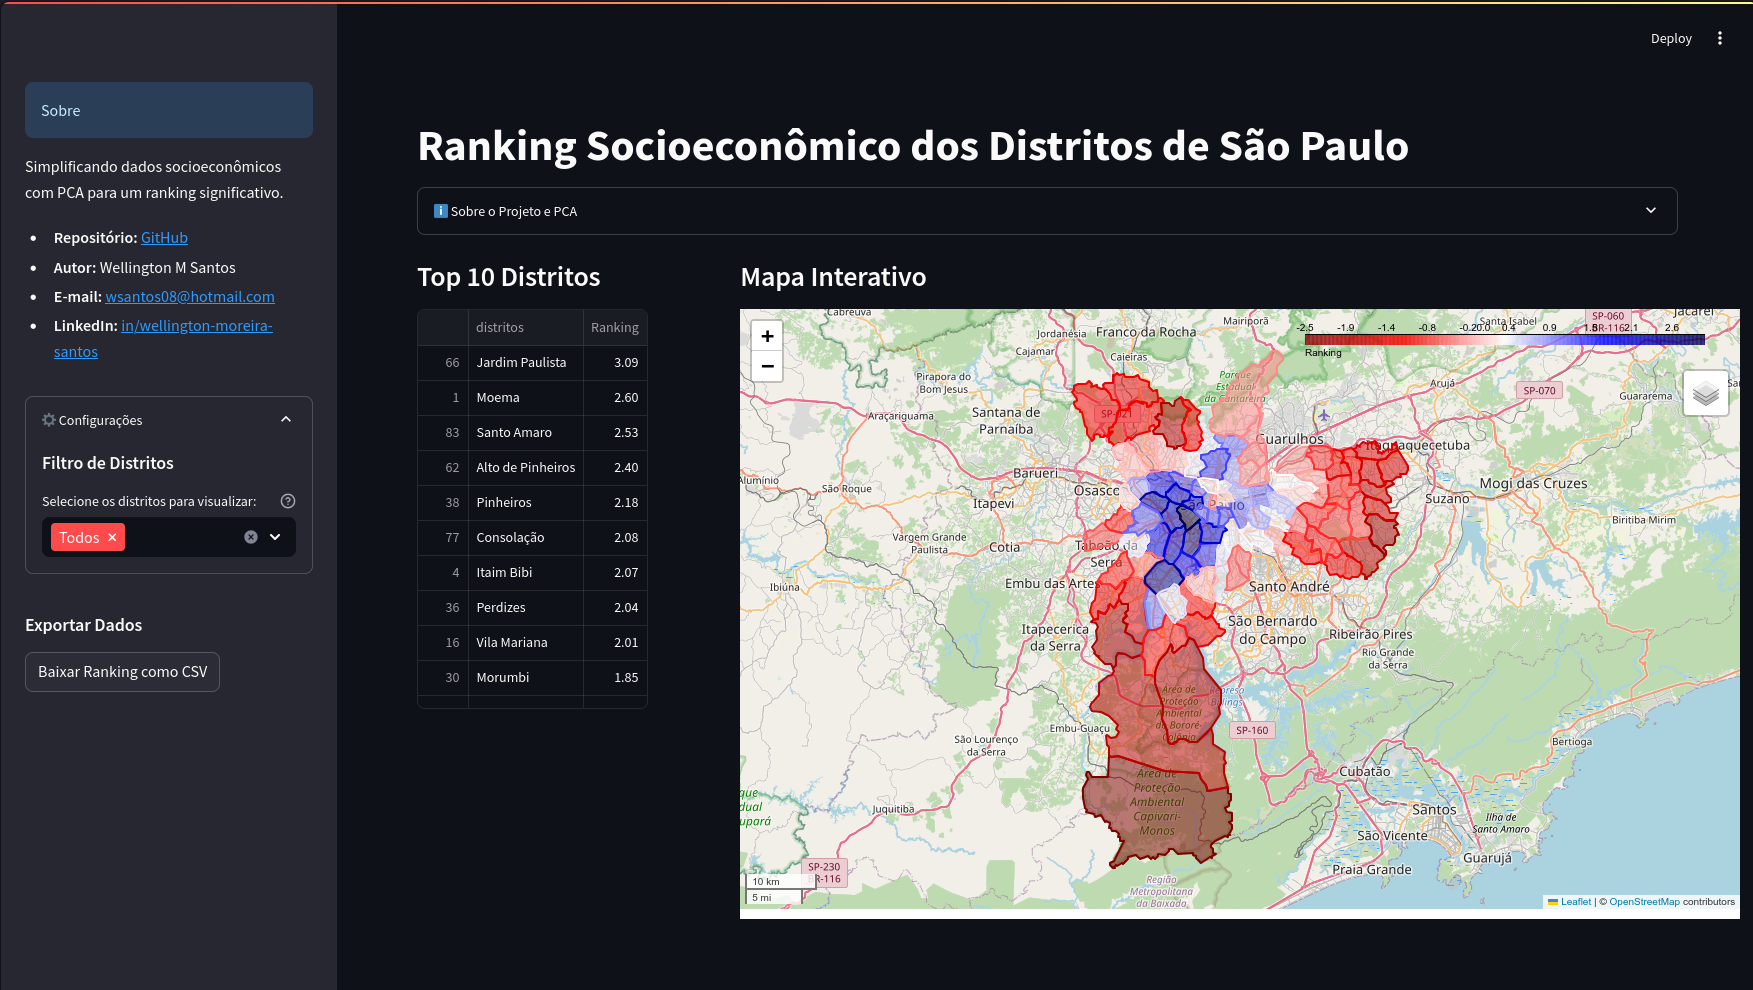 Deploy
Sobre
Simplificando dados socioeconômicos
com PCA para um ranking significativo.
Repositório: GitHub
Autor: Wellington M Santos
E-mail: wsantos08@hotmail.com
LinkedIn: in/wellington-moreira-
santos
Configurações
Filtro de Distritos
Selecione os distritos para visualizar:
Todos
Exportar Dados
Baixar Ranking como CSV
Ranking Socioeconômico dos Distritos de São Paulo
Sobre o Projeto e PCA
Top 10 Distritos
distritos Ranking
66 Jardim Paulista 3.09
1 Moema 2.60
83 Santo Amaro 2.53
62 Alto de Pinheiros 2.40
38 Pinheiros 2.18
77 Consolação 2.08
4 Itaim Bibi 2.07
36 Perdizes 2.04
16 Vila Mariana 2.01
30 Morumbi 1.85
Mapa Interativo
+
−
Cabreuva
Jordanésia
Franco da Rocha
Mairiporã
Santa Isabel
SP-060
BR-116
Jacareí
-2.5 -1.9 -1.4 -0.8 -0.2 0.0 0.4 0.9 1.5 2.1 2.6
Ranking
Cajamar
Caieiras
Pirapora do
Bom Jesus
Parque
Estadual
da Cantareira
Arujá
SP-070
Guararema
Araçariguama
Santana de
Parnaíba
SP-021
Guarulhos
Itaquaquecetuba
Barueri
Alumínio
São Roque
Osasco
Itapevi
São Paulo
Suzano
Mogi das Cruzes
Biritiba Mirim
Vargem Grande
Paulista
Cotia
Taboão da
Serra
Ibiúna
Embu das Artes
Santo André
Itapecerica
da Serra
São Bernardo
do Campo
Ribeirão Pires
Rio Grande
da Serra
Área de
Proteção
Ambiental
do Bororé
Colônia
Represa
Billings
Embu-Guaçu
SP-160
São Lourenço
da Serra
Bertioga
Área de
Proteção
Ambiental
Capivari-
Monos
Cubatão
Juquitiba
Santos
Ilha de
Santo Amaro
São Vicente
Guarujá
Praia Grande
SP-230
BR-116
Região
Metropolitana
da Baixada
10 km
5 mi
Leaflet | © OpenStreetMap contributors